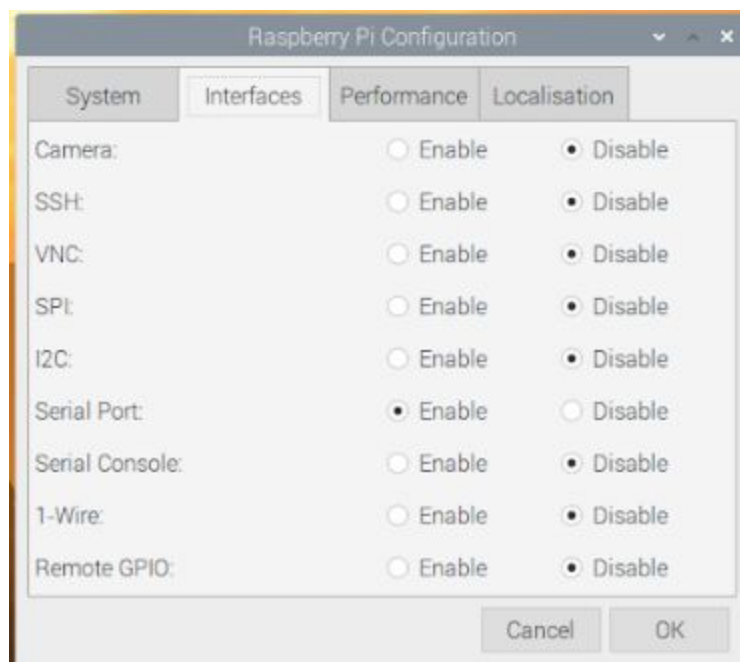 Raspberry Pi Configuration
System Interfaces Performance Localisation
Camera: Enable Disable
SSH: Enable Disable
VNC: Enable Disable
SPI: Enable Disable
I2C: Enable Disable
Serial Port: Enable Disable
Serial Console: Enable Disable
1-Wire: Enable Disable
Remote GPIO: Enable Disable
Cancel OK